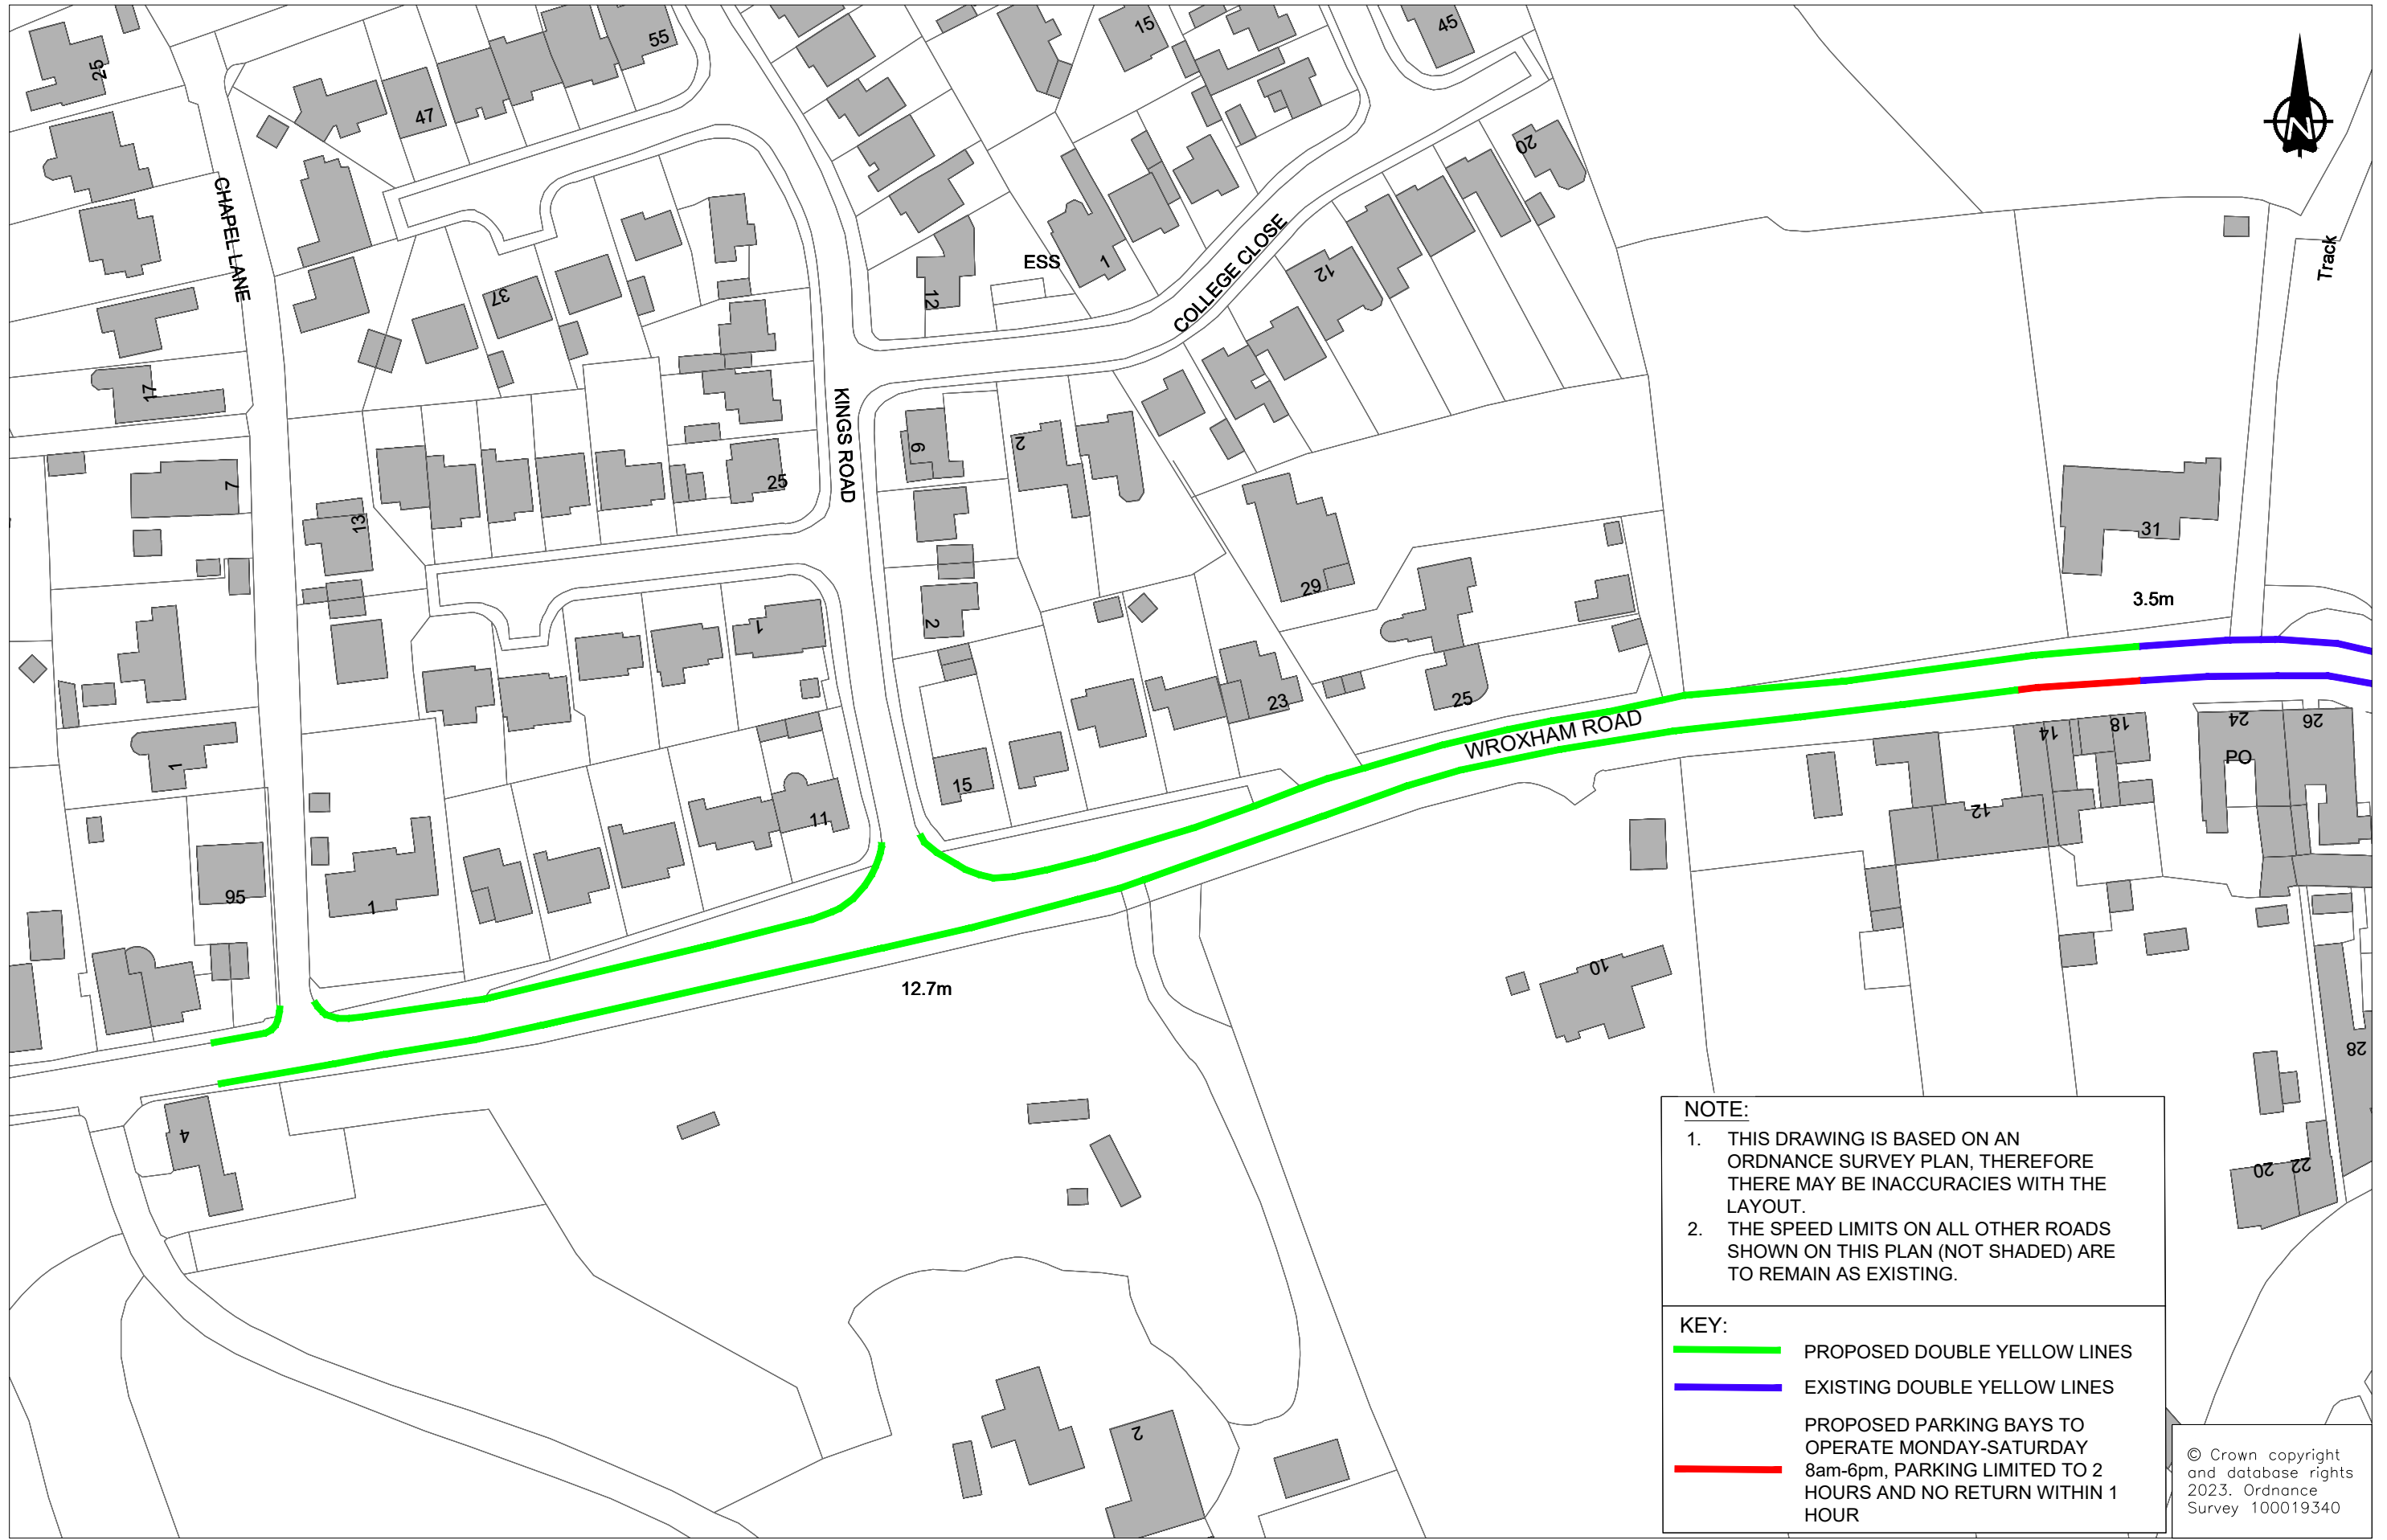 25
47
55
15
45
20
N
CHAPEL LANE
37
ESS
12
1
COLLEGE CLOSE
12
Track
17
KINGS ROAD
7
13
25
9
2
29
31
3.5m
1
2
23
25
WROXHAM ROAD
14
18
24
26
PO
12
1
15
11
95
1
10
12.7m
28
4
20
22
2
NOTE:
1. THIS DRAWING IS BASED ON AN
ORDNANCE SURVEY PLAN, THEREFORE
THERE MAY BE INACCURACIES WITH THE
LAYOUT.
2. THE SPEED LIMITS ON ALL OTHER ROADS
SHOWN ON THIS PLAN (NOT SHADED) ARE
TO REMAIN AS EXISTING.
KEY:
PROPOSED DOUBLE YELLOW LINES
EXISTING DOUBLE YELLOW LINES
PROPOSED PARKING BAYS TO
OPERATE MONDAY-SATURDAY
8am-6pm, PARKING LIMITED TO 2
HOURS AND NO RETURN WITHIN 1
HOUR
© Crown copyright
and database rights
2023. Ordnance
Survey 100019340